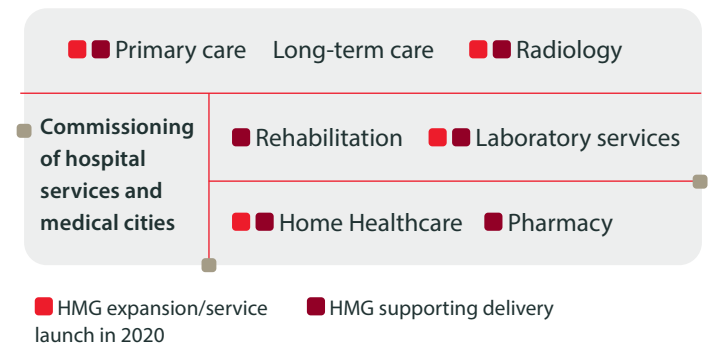 Primary care Long-term care Radiology
Commissioning
of hospital
services and
medical cities
Rehabilitation Laboratory services
Home Healthcare Pharmacy
HMG expansion/service
launch in 2020
HMG supporting delivery